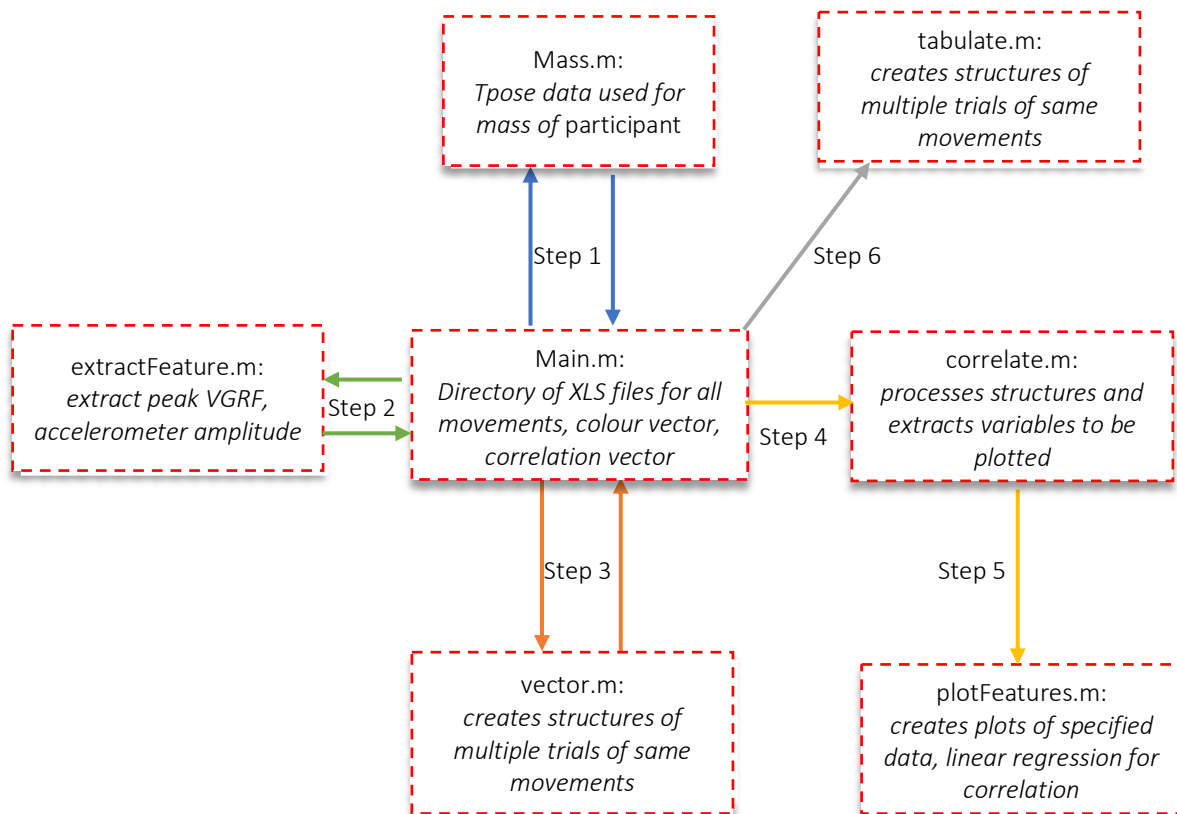 Mass.m:
Tpose data used for
mass of participant
tabulate.m:
creates structures of
multiple trials of same
movements
Step 1
Step 6
extractFeature.m:
extract peak VGRF,
accelerometer amplitude
Step 2
Main.m:
Directory of XLS files for all
movements, colour vector,
correlation vector
Step 4
correlate.m:
processes structures and
extracts variables to be
plotted
Step 3
Step 5
vector.m:
creates structures of
multiple trials of same
movements
plotFeatures.m:
creates plots of specified
data, linear regression for
correlation